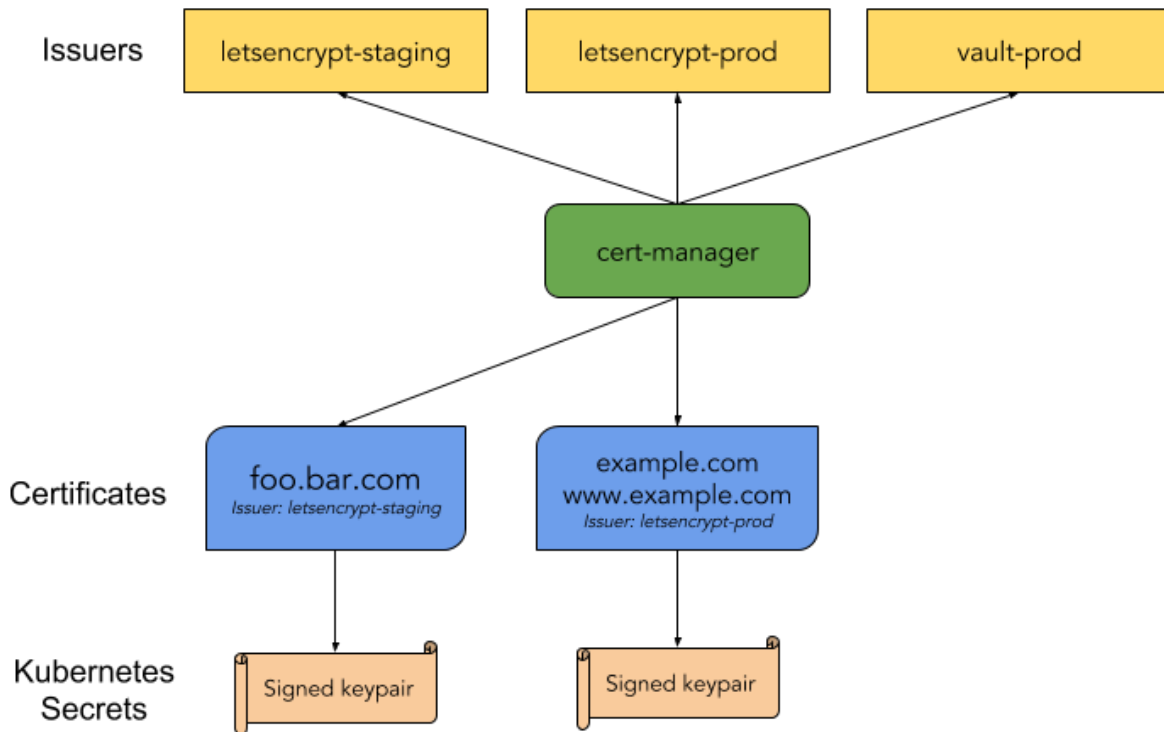 Issuers
letsencrypt-staging
letsencrypt-prod
vault-prod
cert-manager
Certificates
foo.bar.com
Issuer: letsencrypt-staging
example.com
www.example.com
Issuer: letsencrypt-prod
Kubernetes
Secrets
Signed keypair
Signed keypair